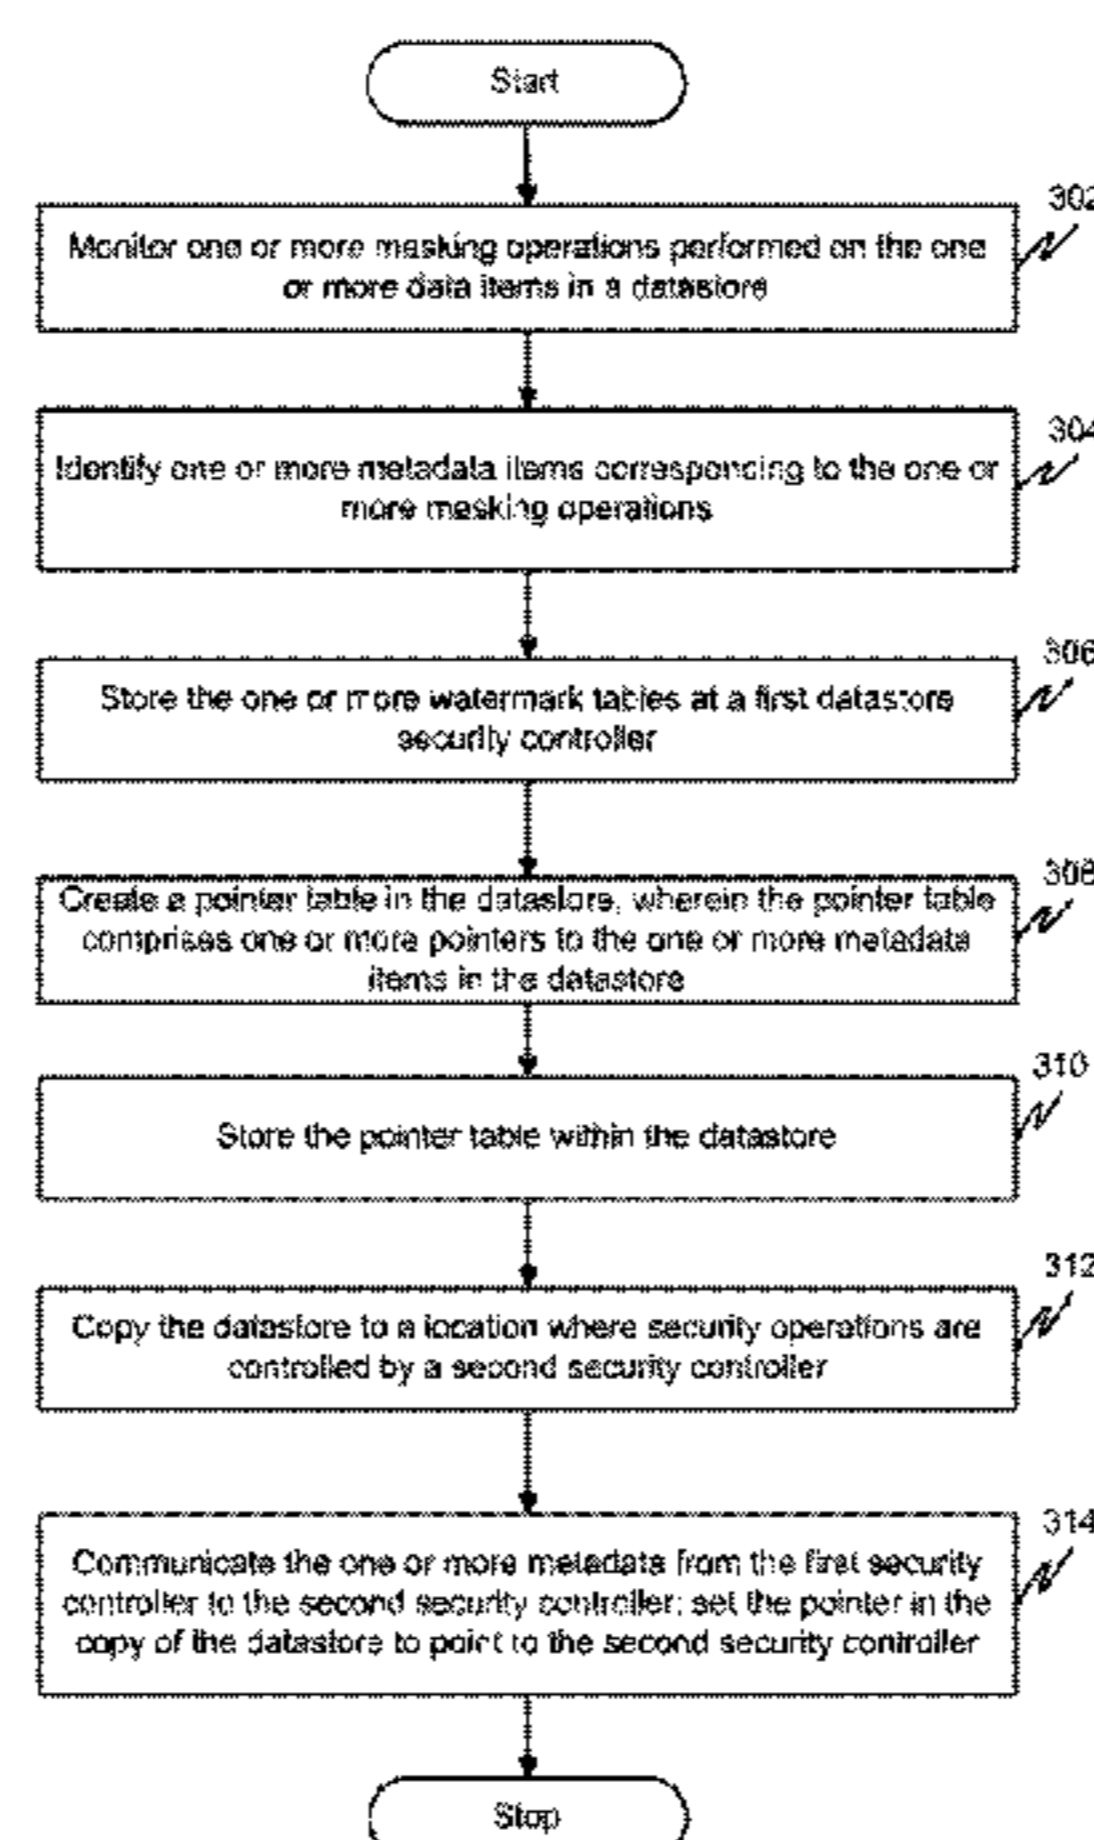 Start
302
Monitor one or more masking operations performed on the one
or more data items in a datastore
304
Identify one or more metadata items corresponding to the one or
more masking operations
306
Store the one or more watermark tables at a first datastore
security controller
308
Create a pointer table in the datastore, wherein the pointer table
comprises one or more pointers to the one or more metadata
items in the datastore
310
Store the pointer table within the datastore
312
Copy the datastore to a location where security operations are
controlled by a second security controller
314
Communicate the one or more metadata from the first security
controller to the second security controller; set the pointer in the
copy of the datastore to point to the second security controller
Stop